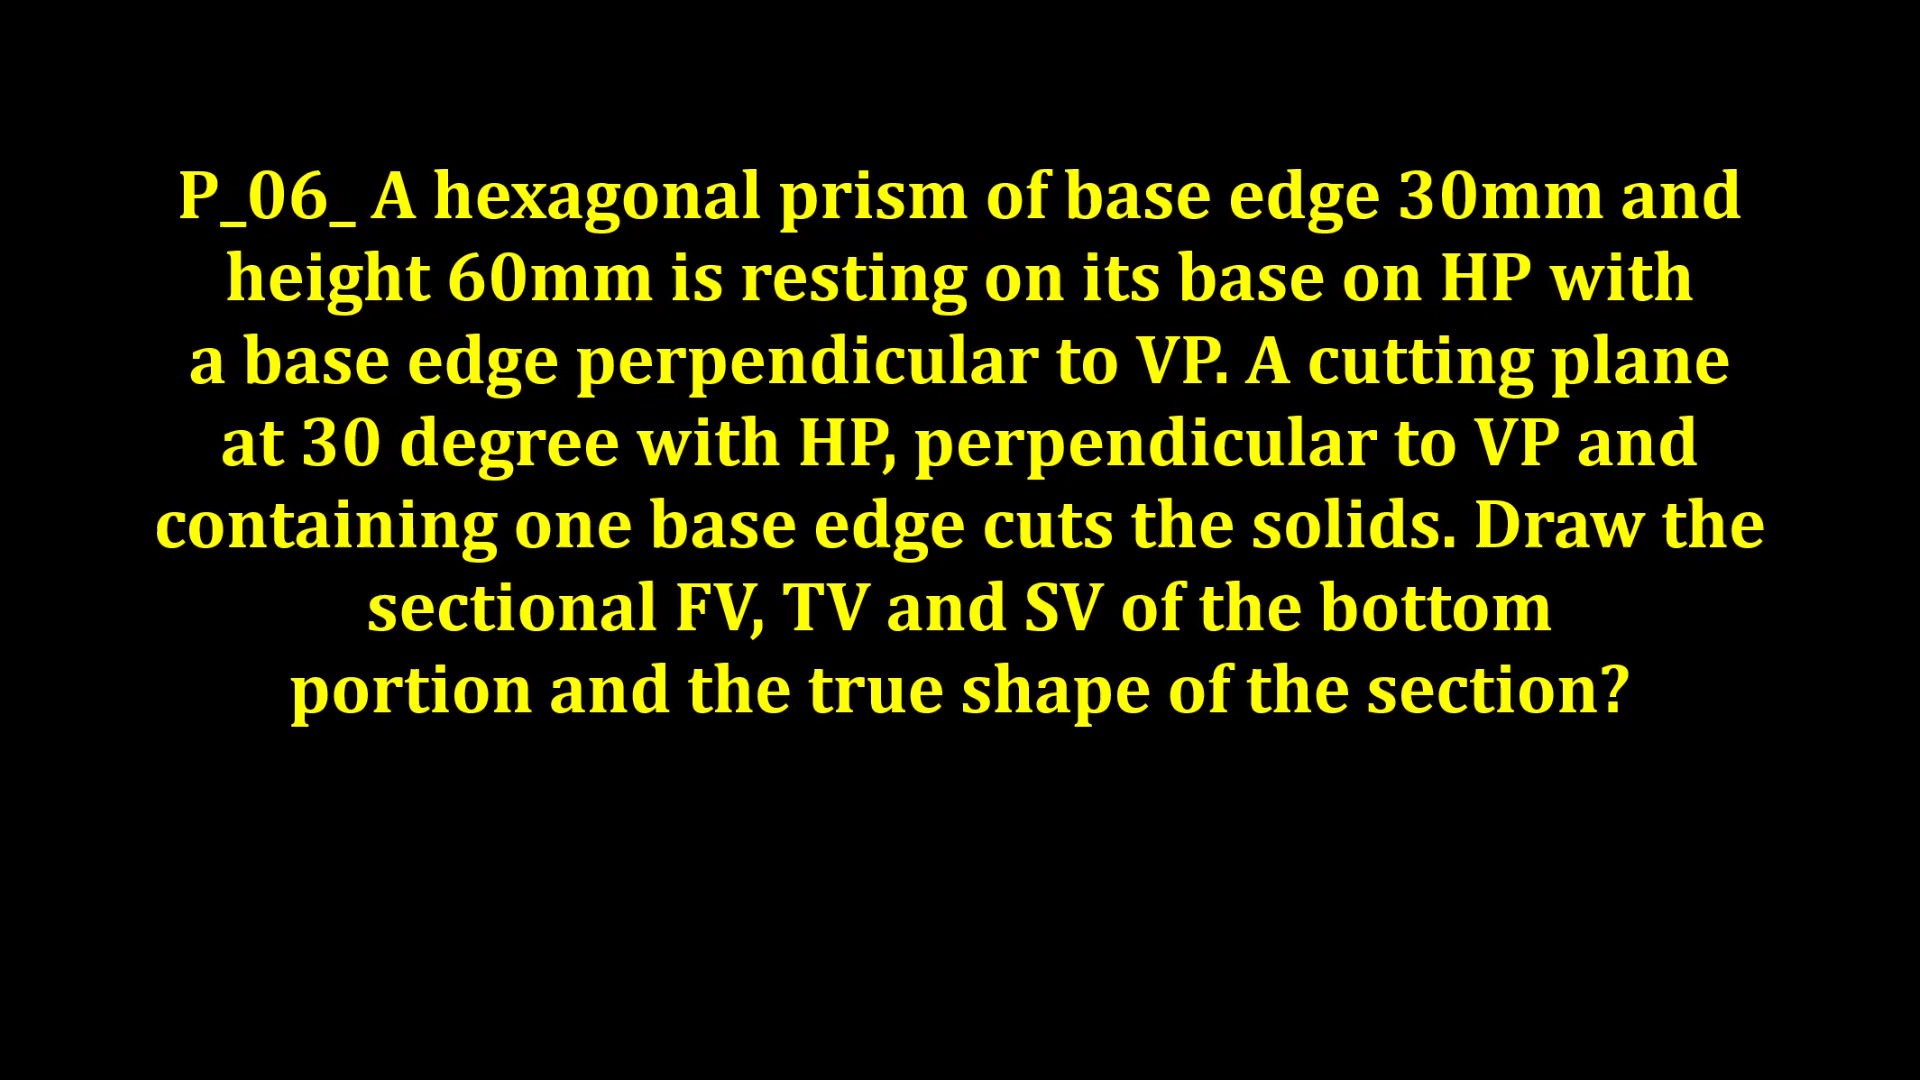 P_06_ A hexagonal prism of base edge 30mm and
height 60mm is resting on its base on HP with
a base edge perpendicular to VP. A cutting plane
at 30 degree with HP, perpendicular to VP and
containing one base edge cuts the solids. Draw the
sectional FV, TV and SV of the bottom
portion and the true shape of the section?